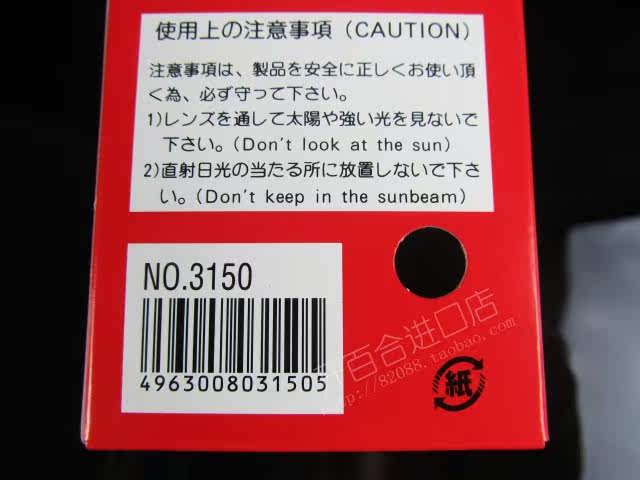 使用上の注意事項（CAUTION）
注意事項は、製品を安全に正しくお使い頂
く為、必ず守って下さい。
1)レンズを通して太陽や強い光を見ないで
下さい。(Don't look at the sun)
2)直射日光の当たる所に放置しないで下さ
い。(Don't keep in the sunbeam)
NO.3150
4963008031505
百合进口店
http://82088.taobao.com
紙